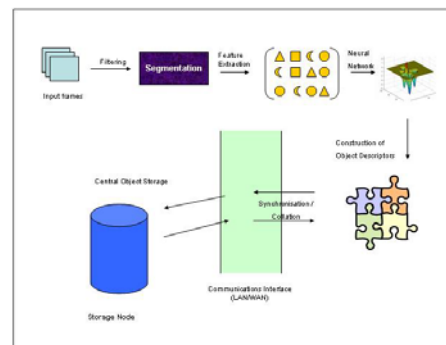 Filtering
Segmentation
Feature
Extraction
Neural
Network
Input frames
Construction of
Object Descriptors
Central Object Storage
Synchronisation /
Collation
Communications Interface
(LAN/WAN)
Storage Node